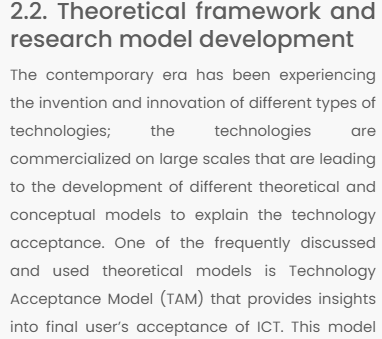 2.2. Theoretical framework and
research model development
The contemporary era has been experiencing
the invention and innovation of different types of
technologies; the technologies are
commercialized on large scales that are leading
to the development of different theoretical and
conceptual models to explain the technology
acceptance. One of the frequently discussed
and used theoretical models is Technology
Acceptance Model (TAM) that provides insights
into final user’s acceptance of ICT. This model